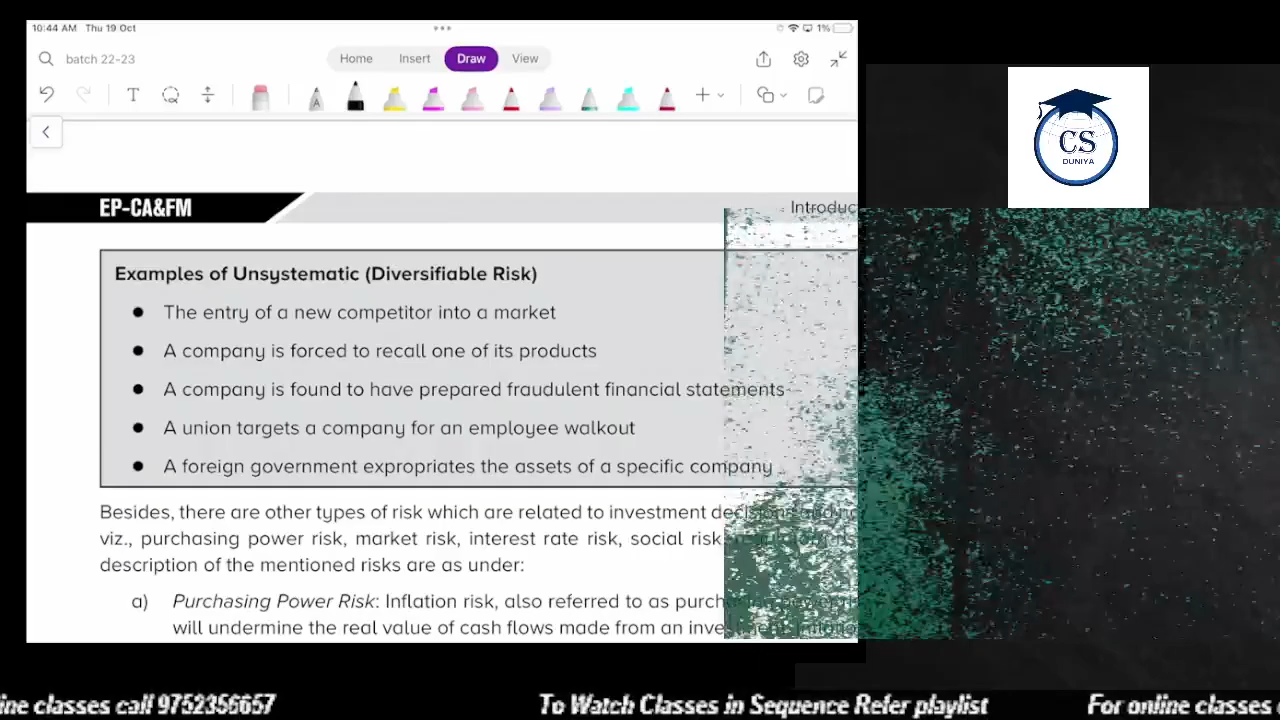 10:44 AM Thu 19 Oct
1%
batch 22-23
Home Insert Draw View
T
A
EP-CA&FM
Introduc
CS
DUNIYA
Examples of Unsystematic (Diversifiable Risk)
● The entry of a new competitor into a market
● A company is forced to recall one of its products
● A company is found to have prepared fraudulent financial statements
● A union targets a company for an employee walkout
● A foreign government expropriates the assets of a specific company
Besides, there are other types of risk which are related to investment
viz., purchasing power risk, market risk, interest rate risk, social risk
description of the mentioned risks are as under:
a) Purchasing Power Risk: Inflation risk, also referred to as
will undermine the real value of cash flows made from an
ine classes call 9752356657 To Watch Classes in Sequence Refer playlist For online classes